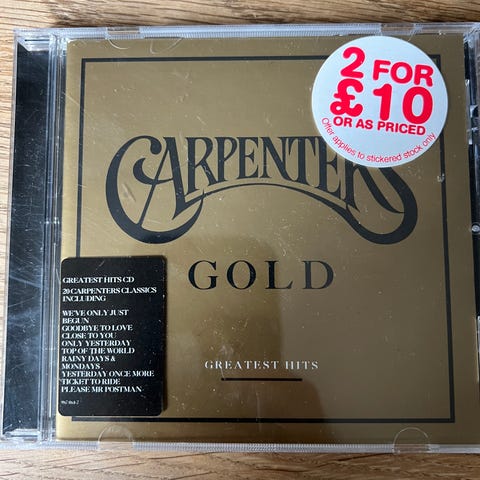 2 FOR
£10
OR AS PRICED
Offer applies to stickered stock only
CARPENTERS
GOLD
GREATEST HITS
GREATEST HITS CD
20 CARPENTERS CLASSICS
INCLUDING
WE'VE ONLY JUST
BEGUN
GOODBYE TO LOVE
CLOSE TO YOU
ONLY YESTERDAY
TOP OF THE WORLD
RAINY DAYS &
MONDAYS
YESTERDAY ONCE MORE
TICKET TO RIDE
PLEASE MR POSTMAN